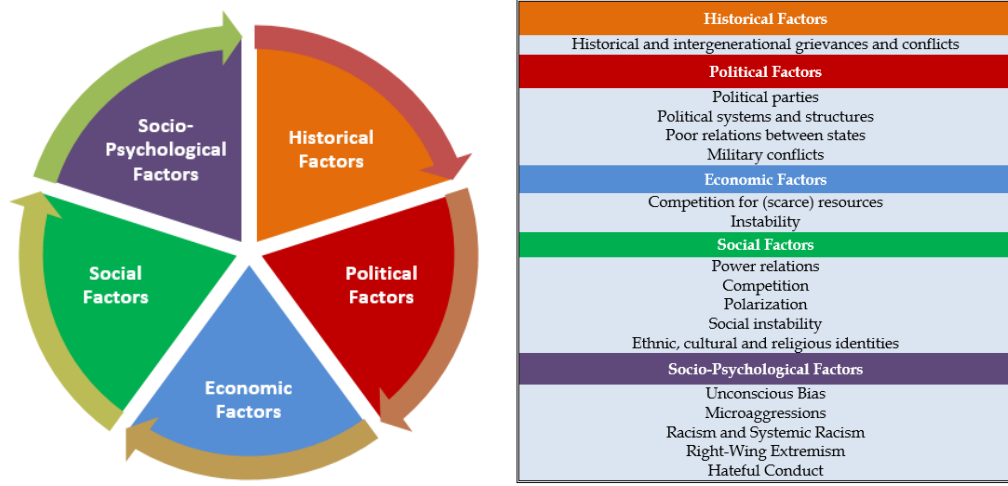 Socio-
Psychological
Factors
Historical
Factors
Social
Factors
Political
Factors
Economic
Factors
Historical Factors
Historical and intergenerational grievances and conflicts
Political Factors
Political parties
Political systems and structures
Poor relations between states
Military conflicts
Economic Factors
Competition for (scarce) resources
Instability
Social Factors
Power relations
Competition
Polarization
Social instability
Ethnic, cultural and religious identities
Socio-Psychological Factors
Unconscious Bias
Microaggressions
Racism and Systemic Racism
Right-Wing Extremism
Hateful Conduct